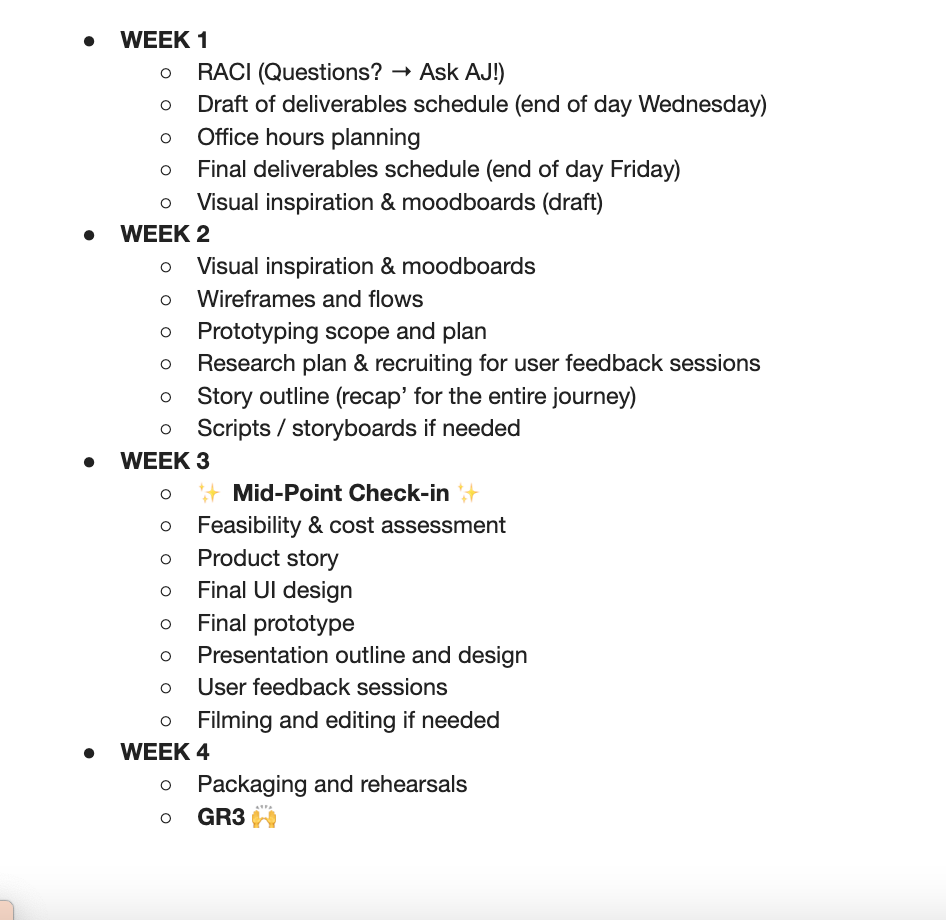 ● WEEK 1
○ RACI (Questions? → Ask AJ!)
○ Draft of deliverables schedule (end of day Wednesday)
○ Office hours planning
○ Final deliverables schedule (end of day Friday)
○ Visual inspiration & moodboards (draft)
● WEEK 2
○ Visual inspiration & moodboards
○ Wireframes and flows
○ Prototyping scope and plan
○ Research plan & recruiting for user feedback sessions
○ Story outline (recap’ for the entire journey)
○ Scripts / storyboards if needed
● WEEK 3
○ ✨ Mid-Point Check-in ✨
○ Feasibility & cost assessment
○ Product story
○ Final UI design
○ Final prototype
○ Presentation outline and design
○ User feedback sessions
○ Filming and editing if needed
● WEEK 4
○ Packaging and rehearsals
○ GR3 🙌